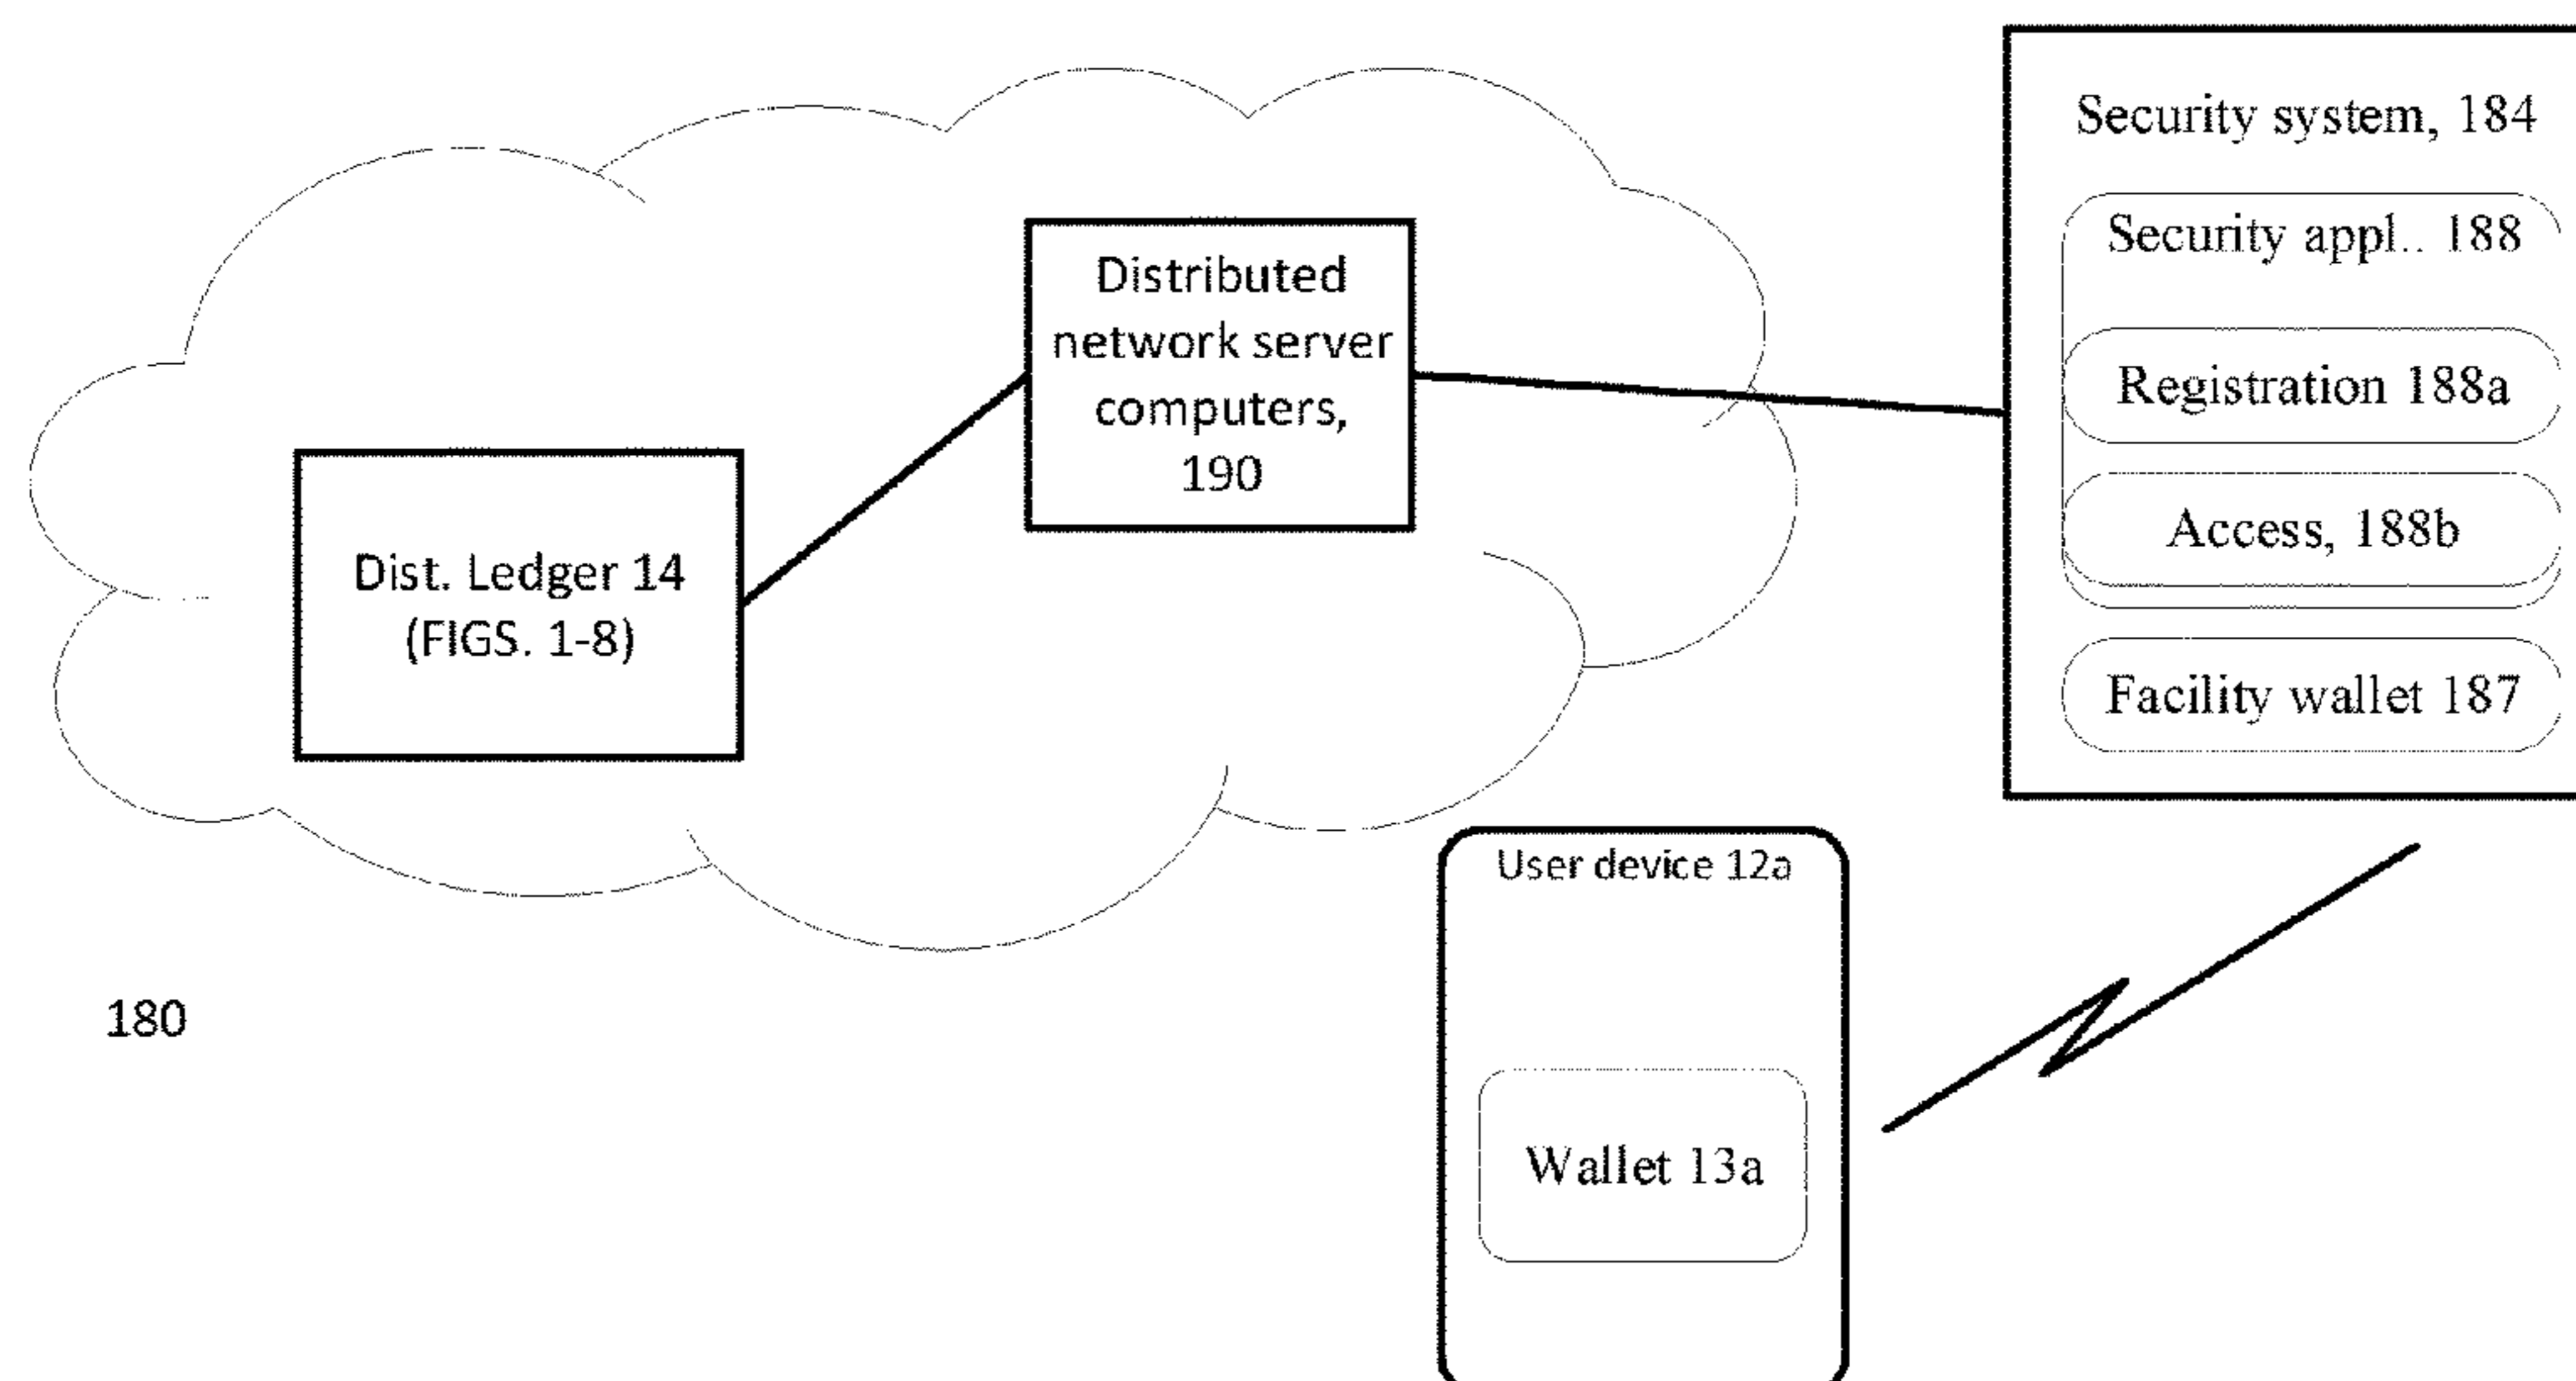 Security system, 184
Security appl.. 188
Registration 188a
Access, 188b
Facility wallet 187
Distributed
network server
computers,
190
Dist. Ledger 14
(FIGS. 1-8)
User device 12a
Wallet 13a
180